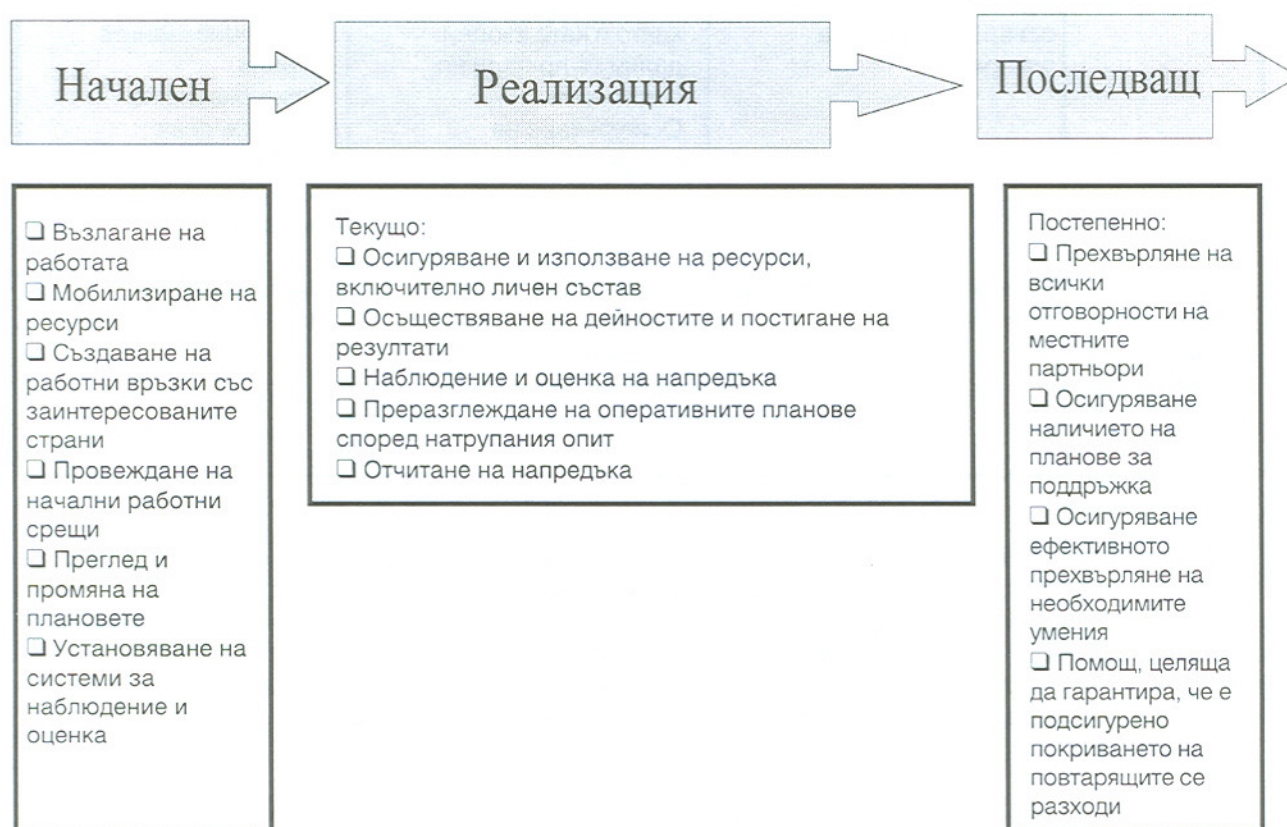 Начален
Реализация
Последващ
❑ Възлагане на
работата
❑ Мобилизиране на
ресурси
❑ Създаване на
работни връзки със
заинтересованите
страни
❑ Провеждане на
начални работни
срещи
❑ Преглед и
промяна на
плановете
❑ Установяване на
системи за
наблюдение и
оценка
Текущо:
❑ Осигуряване и използване на ресурси,
включително личен състав
❑ Осъществяване на дейностите и постигане на
резултати
❑ Наблюдение и оценка на напредъка
❑ Преразглеждане на оперативните планове
според натрупания опит
❑ Отчитане на напредъка
Постепенно:
❑ Прехвърляне на
всички
отговорности на
местните
партньори
❑ Осигуряване
наличието на
планове за
поддръжка
❑ Осигуряване
ефективното
прехвърляне на
необходимите
умения
❑ Помощ, целяща
да гарантира, че е
подсигурено
покриването на
повтарящите се
разходи